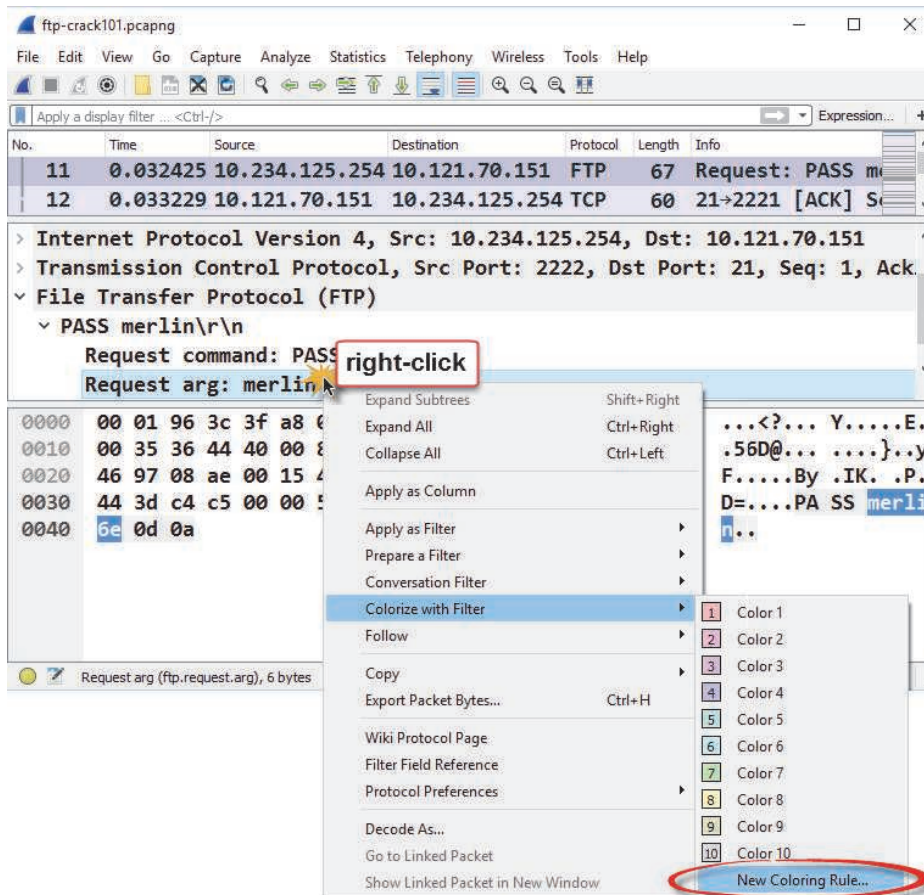 ftp-crack101.pcapng
File Edit View Go Capture Analyze Statistics Telephony Wireless Tools Help
Apply a display filter ... <Ctrl-/> Expression... +
No. Time Source Destination Protocol Length Info
11 0.032425 10.234.125.254 10.121.70.151 FTP 67 Request: PASS
12 0.033229 10.121.70.151 10.234.125.254 TCP 60 21→2221 [ACK]
Internet Protocol Version 4, Src: 10.234.125.254, Dst: 10.121.70.151
Transmission Control Protocol, Src Port: 2222, Dst Port: 21, Seq: 1, Ack
File Transfer Protocol (FTP)
PASS merlin\r\n
Request command: PASS
right-click
Request arg: merlin
0000 00 01 96 3c 3f a8 ...<?... Y.....E.
0010 00 35 36 44 40 00 .56D@... ....}..y
0020 46 97 08 ae 00 15 F.....By .IK. .P.
0030 44 3d c4 c5 00 00 D=....PA SS merli
0040 6e 0d 0a n..
Expand Subtrees Shift+Right
Expand All Ctrl+Right
Collapse All Ctrl+Left
Apply as Column
Apply as Filter
Prepare a Filter
Conversation Filter
Colorize with Filter
Follow
Copy
Export Packet Bytes... Ctrl+H
Wiki Protocol Page
Filter Field Reference
Protocol Preferences
Decode As...
Go to Linked Packet
Show Linked Packet in New Window
1 Color 1
2 Color 2
3 Color 3
4 Color 4
5 Color 5
6 Color 6
7 Color 7
8 Color 8
9 Color 9
10 Color 10
New Coloring Rule...
Request arg (ftp.request.arg), 6 bytes